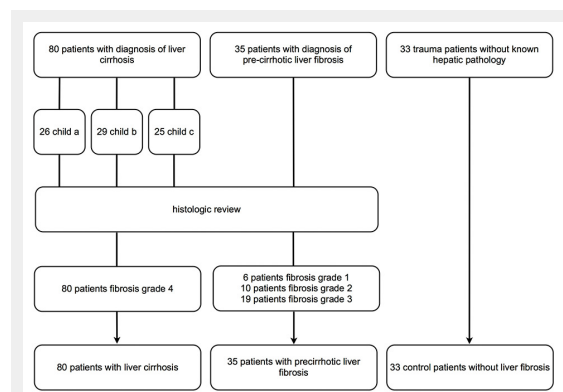 80 patients with diagnosis of liver
cirrhosis
35 patients with diagnosis of
pre-cirrhotic liver fibrosis
33 trauma patients without known
hepatic pathology
26 child a
29 child b
25 child c
histologic review
80 patients fibrosis grade 4
6 patients fibrosis grade 1
10 patients fibrosis grade 2
19 patients fibrosis grade 3
80 patients with liver cirrhosis
35 patients with precirrhotic liver
fibrosis
33 control patients without liver fibrosis